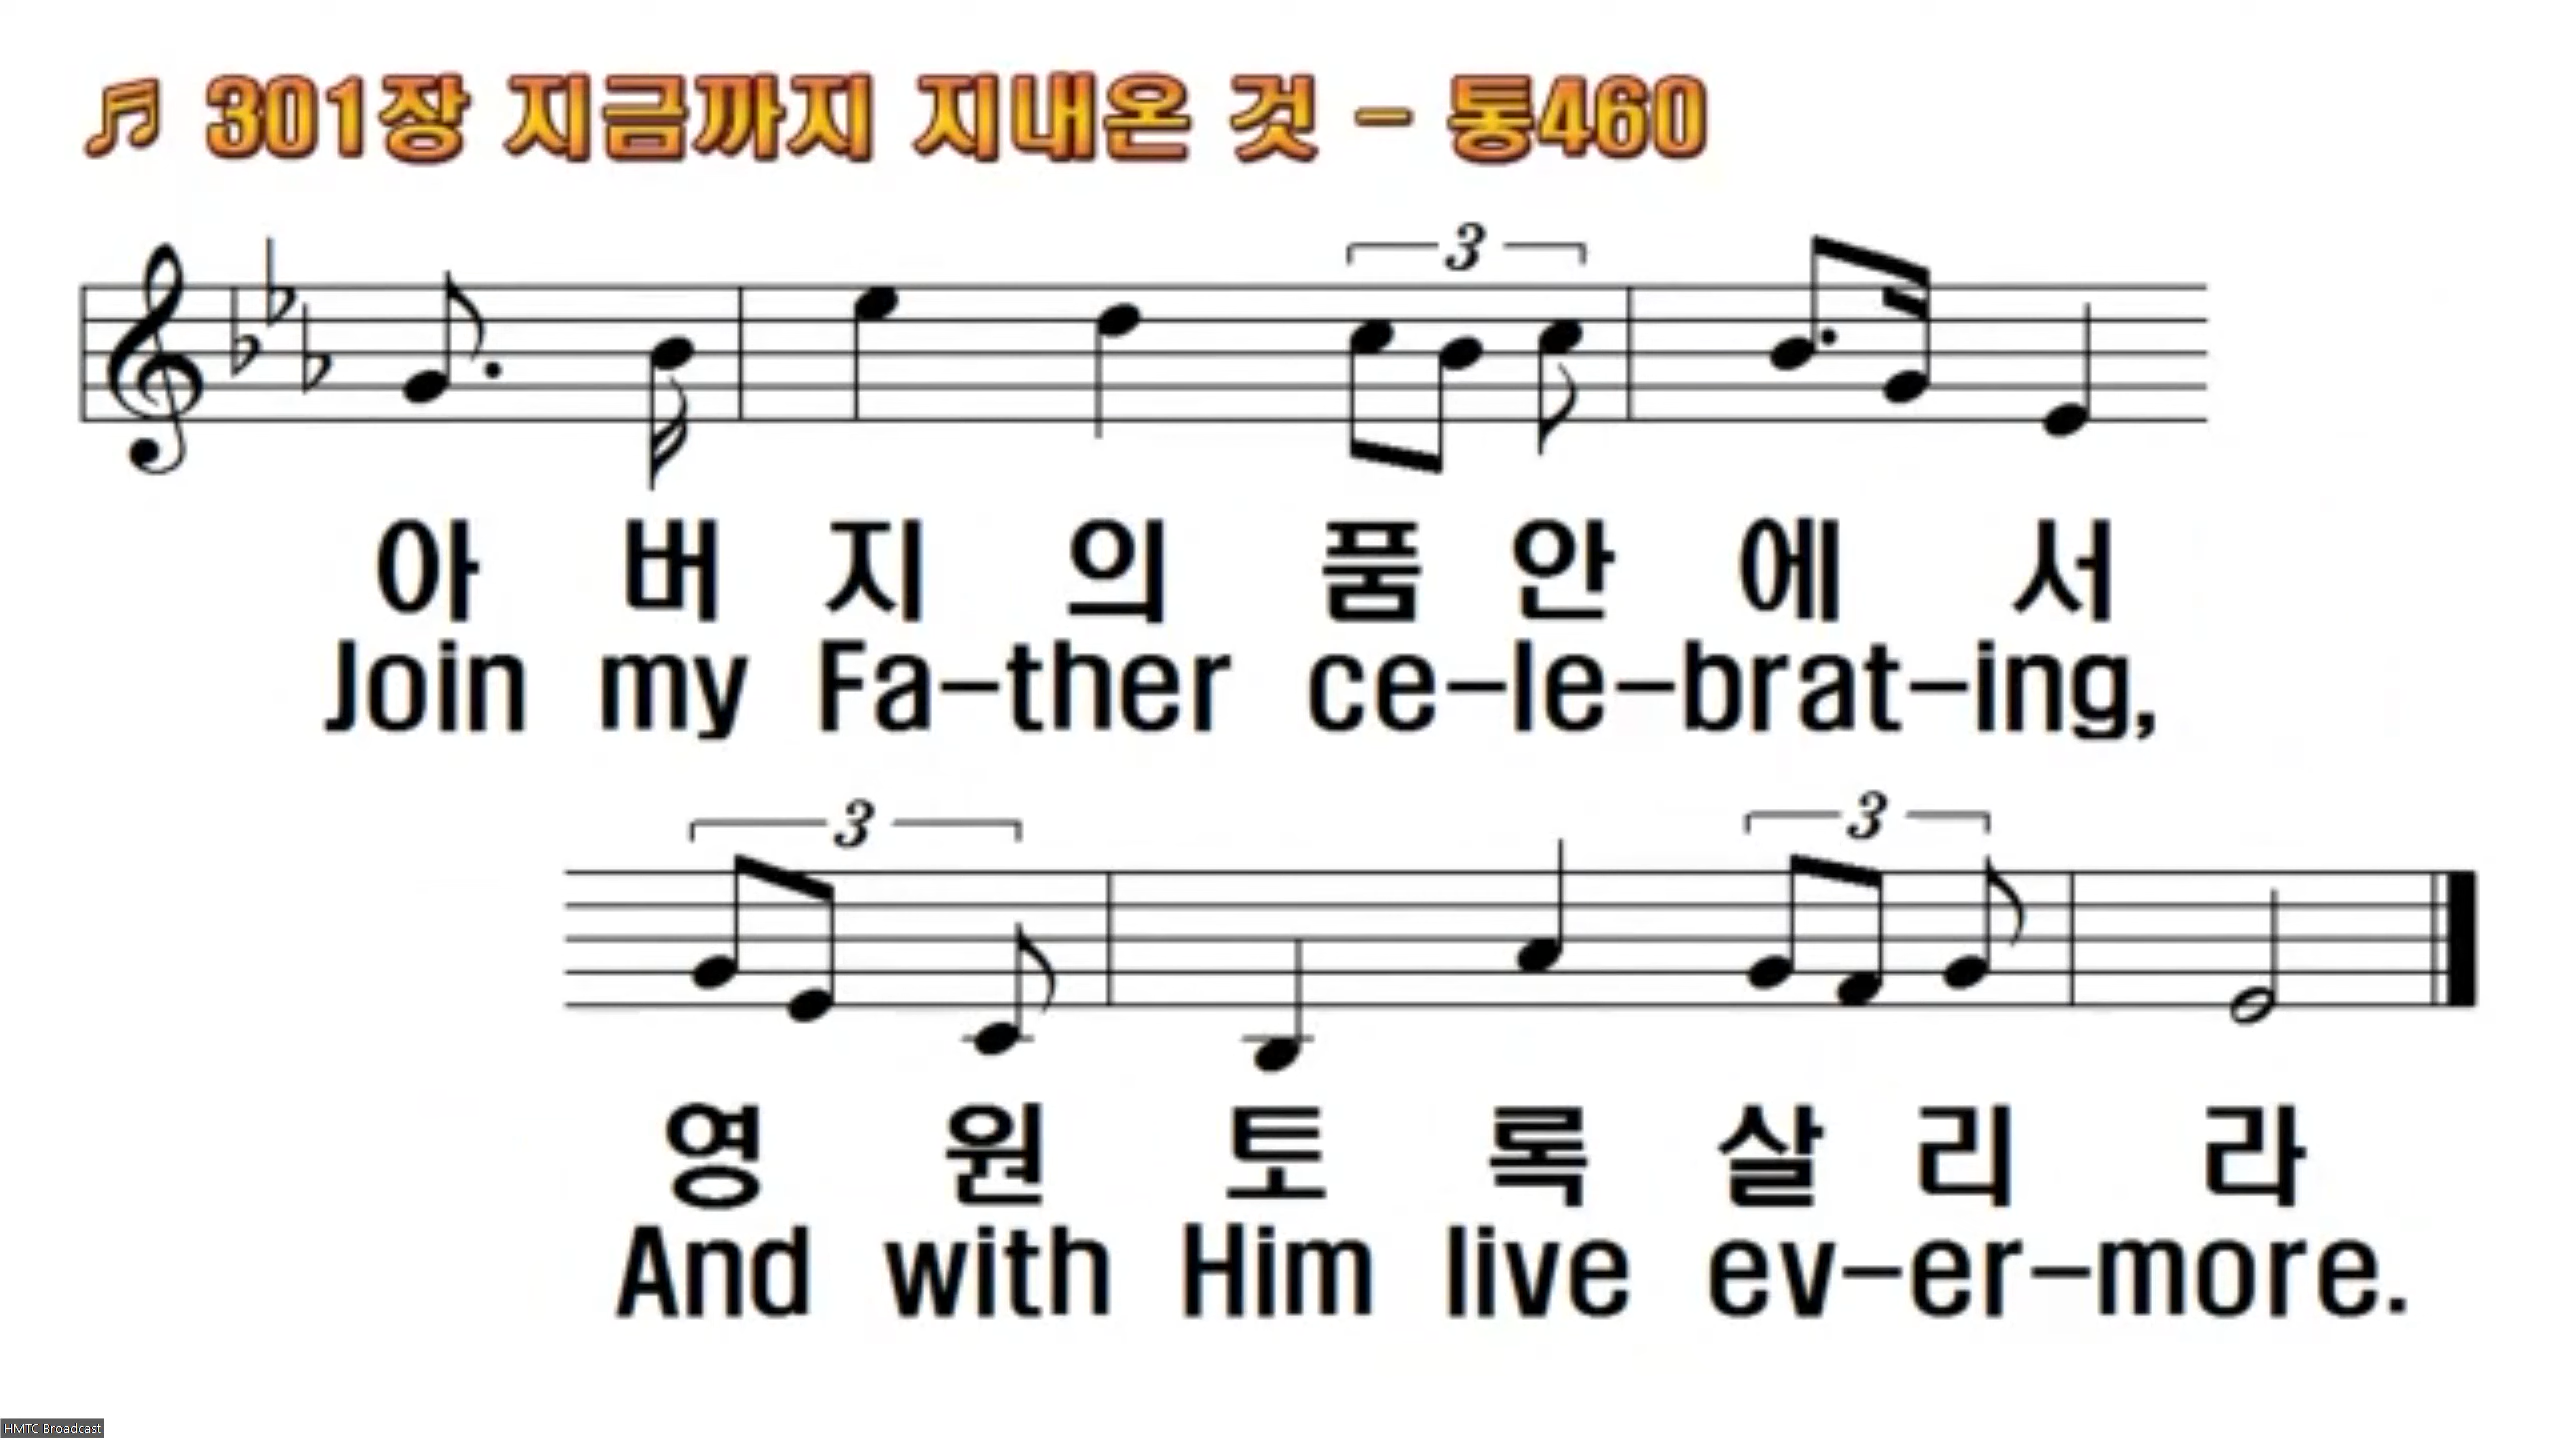 ♬ 301장 지금까지 지내온 것 - 통460
3
아 버 지 의 품 안 에 서
Join my Fa-ther ce-le-brat-ing,
3 3
영 원 토 록 살 리 라
And with Him live ev-er-more.
HMTC Broadcast